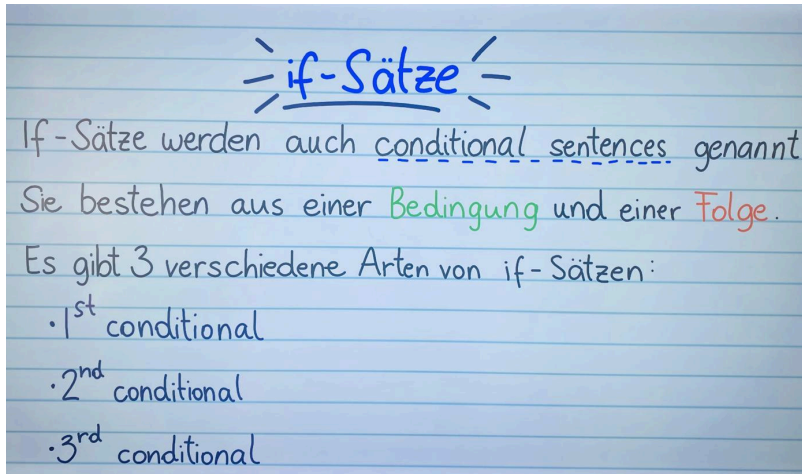 if-Sätze
If-Sätze werden auch conditional sentences genannt
Sie bestehen aus einer Bedingung und einer Folge.
Es gibt 3 verschiedene Arten von if-Sätzen:
·1st conditional
·2nd conditional
·3rd conditional